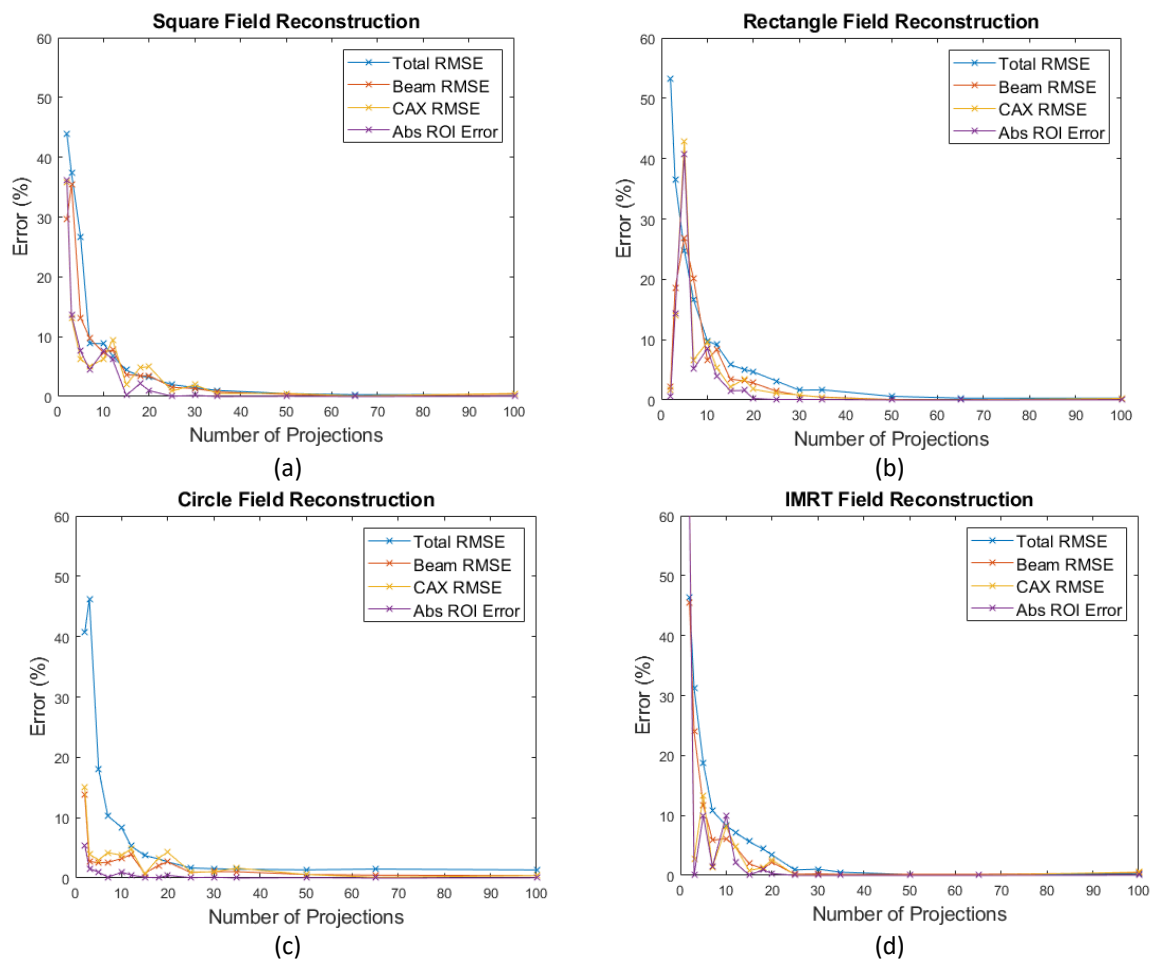 Square Field Reconstruction
60
50
40
30
20
10
0
Error (%)
Total RMSE
Beam RMSE
CAX RMSE
Abs ROI Error
0 10 20 30 40 50 60 70 80 90 100
Number of Projections
(a)
Rectangle Field Reconstruction
60
50
40
30
20
10
0
Error (%)
Total RMSE
Beam RMSE
CAX RMSE
Abs ROI Error
0 10 20 30 40 50 60 70 80 90 100
Number of Projections
(b)
Circle Field Reconstruction
60
50
40
30
20
10
0
Error (%)
Total RMSE
Beam RMSE
CAX RMSE
Abs ROI Error
0 10 20 30 40 50 60 70 80 90 100
Number of Projections
(c)
IMRT Field Reconstruction
60
50
40
30
20
10
0
Error (%)
Total RMSE
Beam RMSE
CAX RMSE
Abs ROI Error
0 10 20 30 40 50 60 70 80 90 100
Number of Projections
(d)